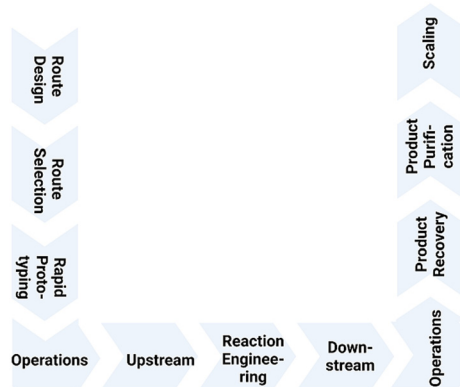 Route
Design
Route
Selection
Rapid
Proto-
typing
Operations
Upstream
Reaction
Enginee-
ring
Down-
stream
Operations
Product
Recovery
Product
Purifi-
cation
Scaling